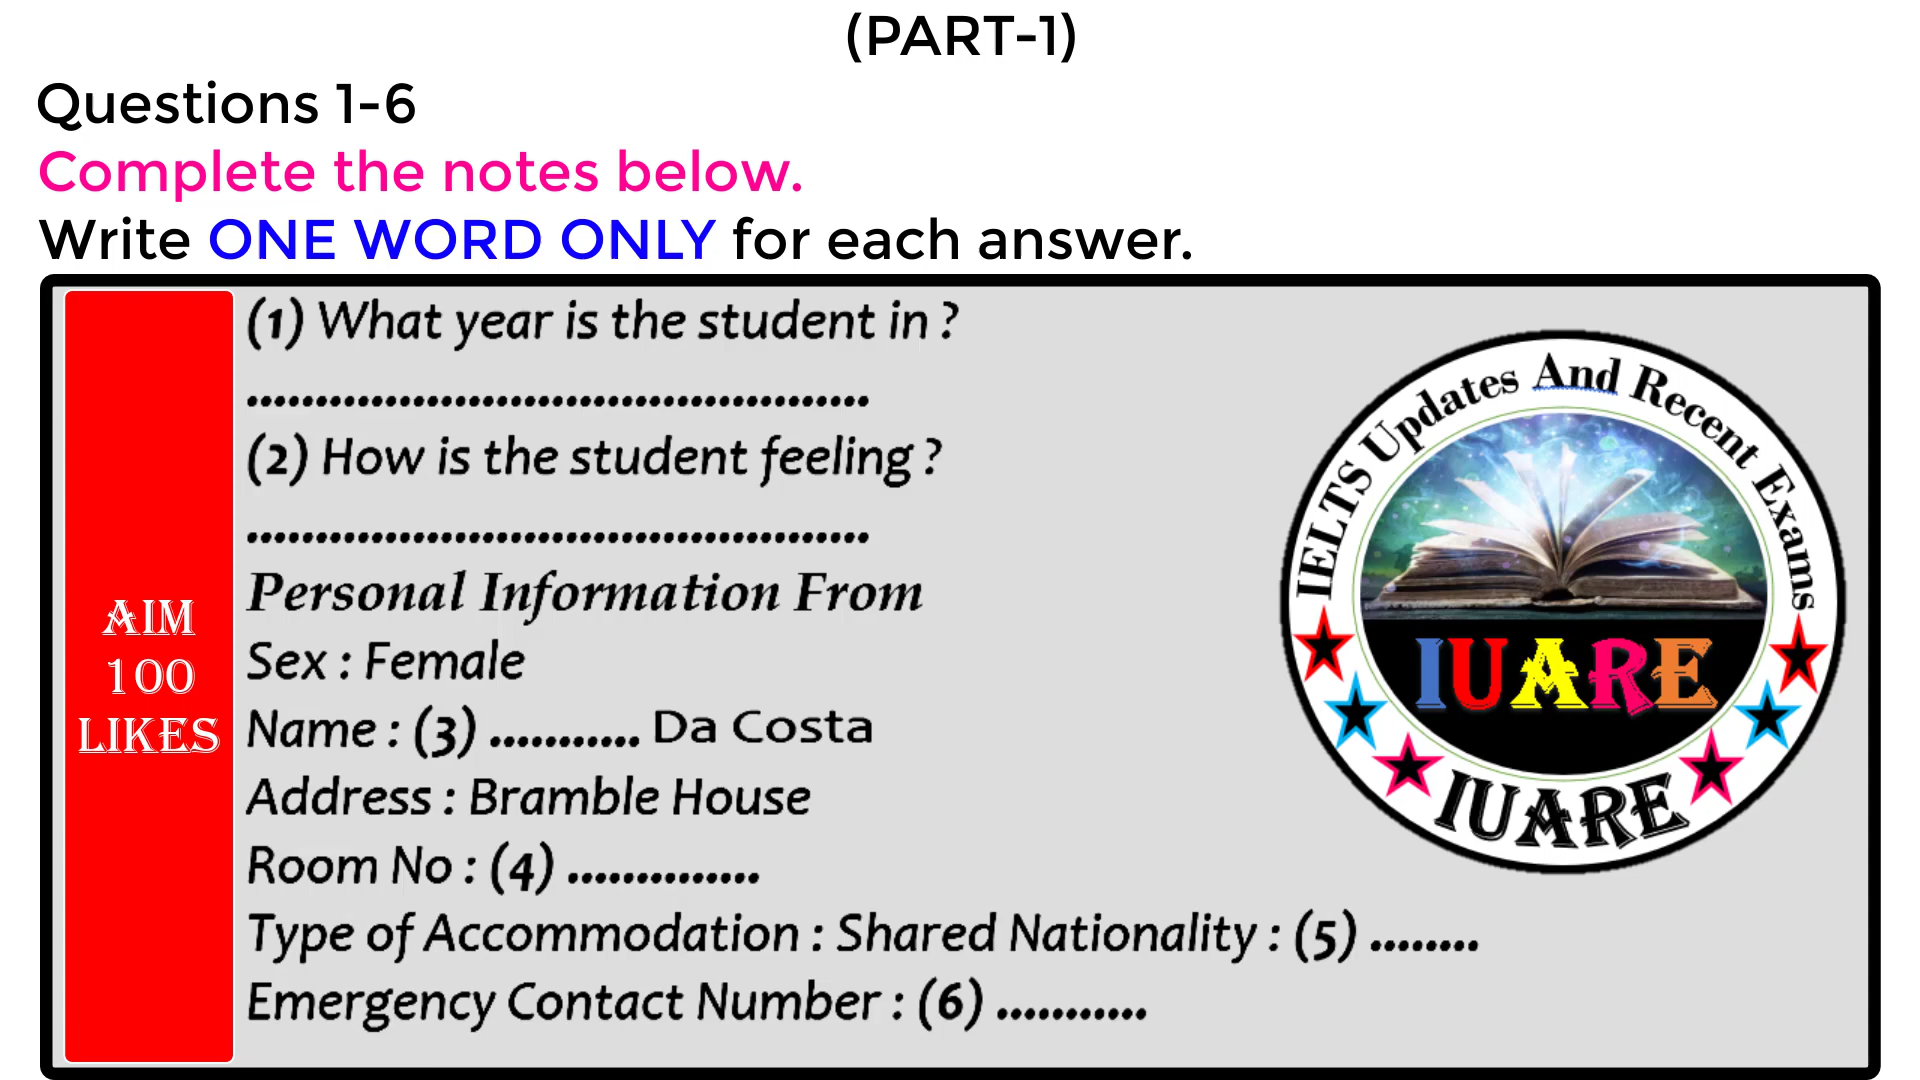 (PART-1)
Questions 1-6
Complete the notes below.
Write ONE WORD ONLY for each answer.
AIM
100
LIKES
(1) What year is the student in ?
.............................................
(2) How is the student feeling ?
.............................................
Personal Information From
Sex : Female
Name : (3) ........... Da Costa
Address : Bramble House
Room No : (4) ..............
Type of Accommodation : Shared Nationality : (5) ........
Emergency Contact Number : (6) ...........
IELTS Updates And Recent Exams
IUARE
IUARE